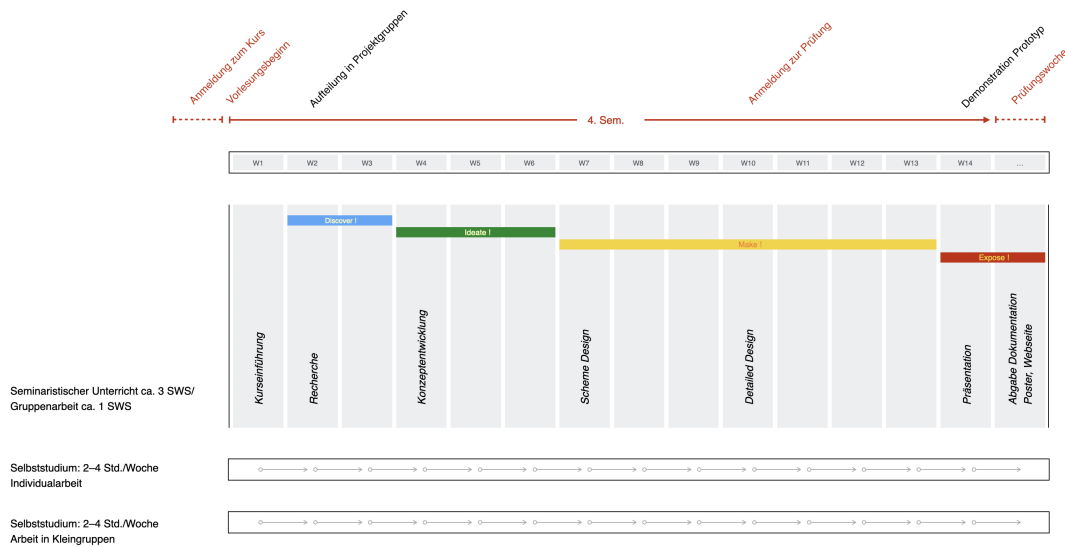 Anmeldung zum Kurs
Vorlesungsbeginn
Aufteilung in Projektgruppen
Anmeldung zur Prüfung
Demonstration Prototyp
Prüfungswoche
4. Sem.
W1 W2 W3 W4 W5 W6 W7 W8 W9 W10 W11 W12 W13 W14 ...
Discover !
Ideate !
Make !
Expose !
Kurseinführung
Recherche
Konzeptentwicklung
Scheme Design
Detailed Design
Präsentation
Abgabe Dokumentation
Poster, Webseite
Seminaristischer Unterricht ca. 3 SWS/
Gruppenarbeit ca. 1 SWS
Selbststudium: 2–4 Std./Woche
Individualarbeit
Selbststudium: 2–4 Std./Woche
Arbeit in Kleingruppen